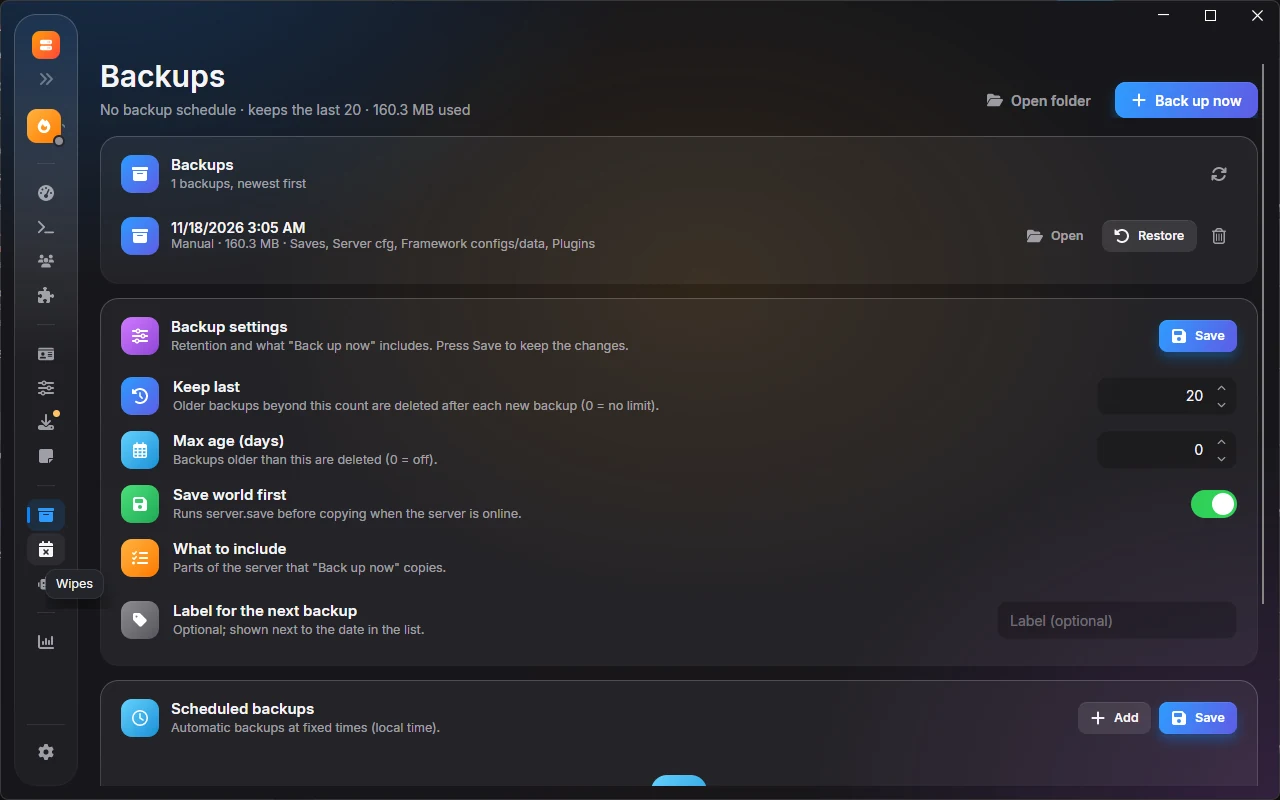 Backups
No backup schedule · keeps the last 20 · 160.3 MB used
Open folder
Back up now
Backups
1 backups, newest first
11/18/2026 3:05 AM
Manual · 160.3 MB · Saves, Server cfg, Framework configs/data, Plugins
Open
Restore
Backup settings
Retention and what "Back up now" includes. Press Save to keep the changes.
Save
Keep last
Older backups beyond this count are deleted after each new backup (0 = no limit).
20
Max age (days)
Backups older than this are deleted (0 = off).
0
Save world first
Runs server.save before copying when the server is online.
What to include
Parts of the server that "Back up now" copies.
Wipes
Label for the next backup
Optional; shown next to the date in the list.
Label (optional)
Scheduled backups
Automatic backups at fixed times (local time).
Add
Save